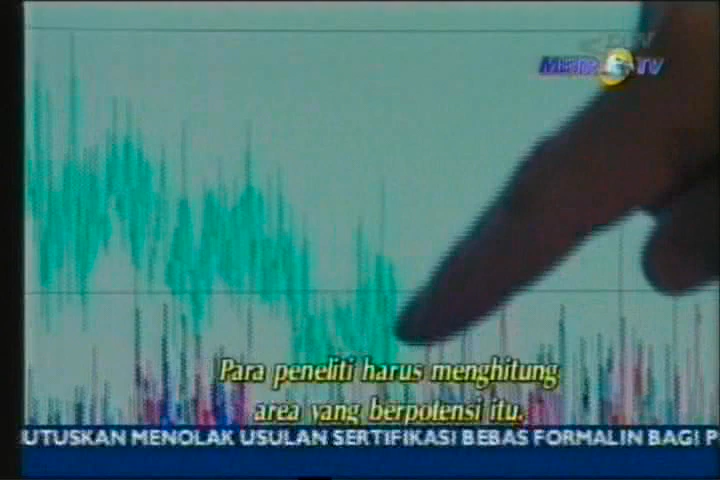 METRO TV
Para peneliti harus menghitung
area yang berpotensi itu.
UTUSKAN MENOLAK USULAN SERTIFIKASI BEBAS FORMALIN BAGI P